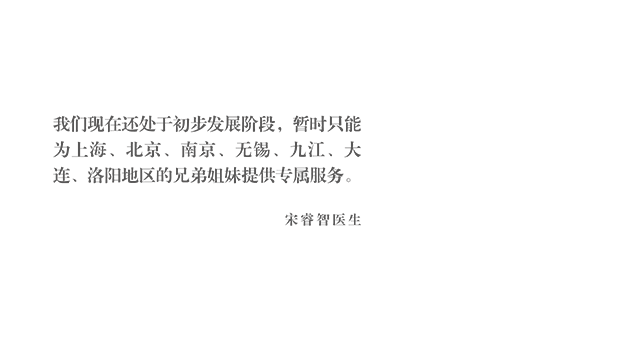 我们现在还处于初步发展阶段，暂时只能
为上海、北京、南京、无锡、九江、大
连、洛阳地区的兄弟姐妹提供专属服务。
宋睿智医生